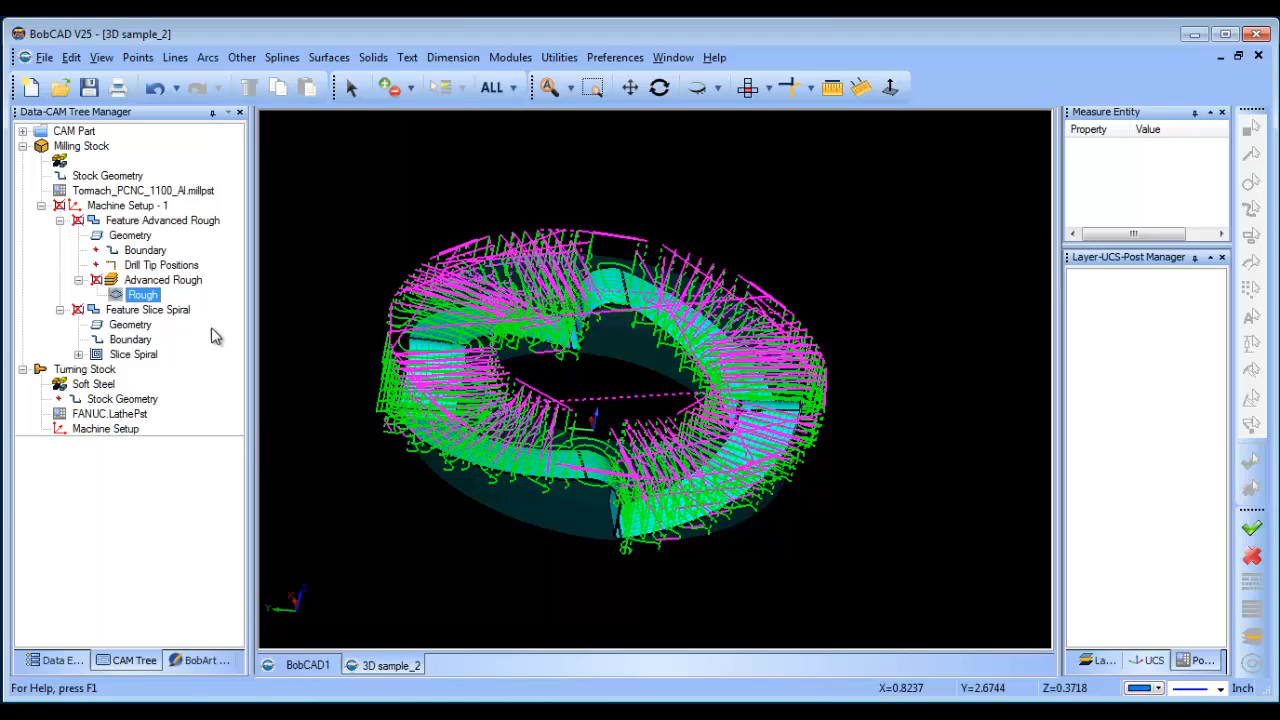 BobCAD V25 - [3D sample_2]
File Edit View Points Lines Arcs Other Splines Surfaces Solids Text Dimension Modules Utilities Preferences Window Help
ALL
Data-CAM Tree Manager
CAM Part
Milling Stock
Stock Geometry
Tormach_PCNC_1100_Al.millpst
Machine Setup - 1
Feature Advanced Rough
Geometry
Boundary
Drill Tip Positions
Advanced Rough
Rough
Feature Slice Spiral
Geometry
Boundary
Slice Spiral
Turning Stock
Soft Steel
Stock Geometry
FANUC.LathePst
Machine Setup
Data E... CAM Tree BobArt ...
Y
BobCAD1 3D sample_2
Measure Entity
Property Value
Layer-UCS-Post Manager
La... UCS Po...
For Help, press F1 X=0.8237 Y=2.6744 Z=0.3718 Inch